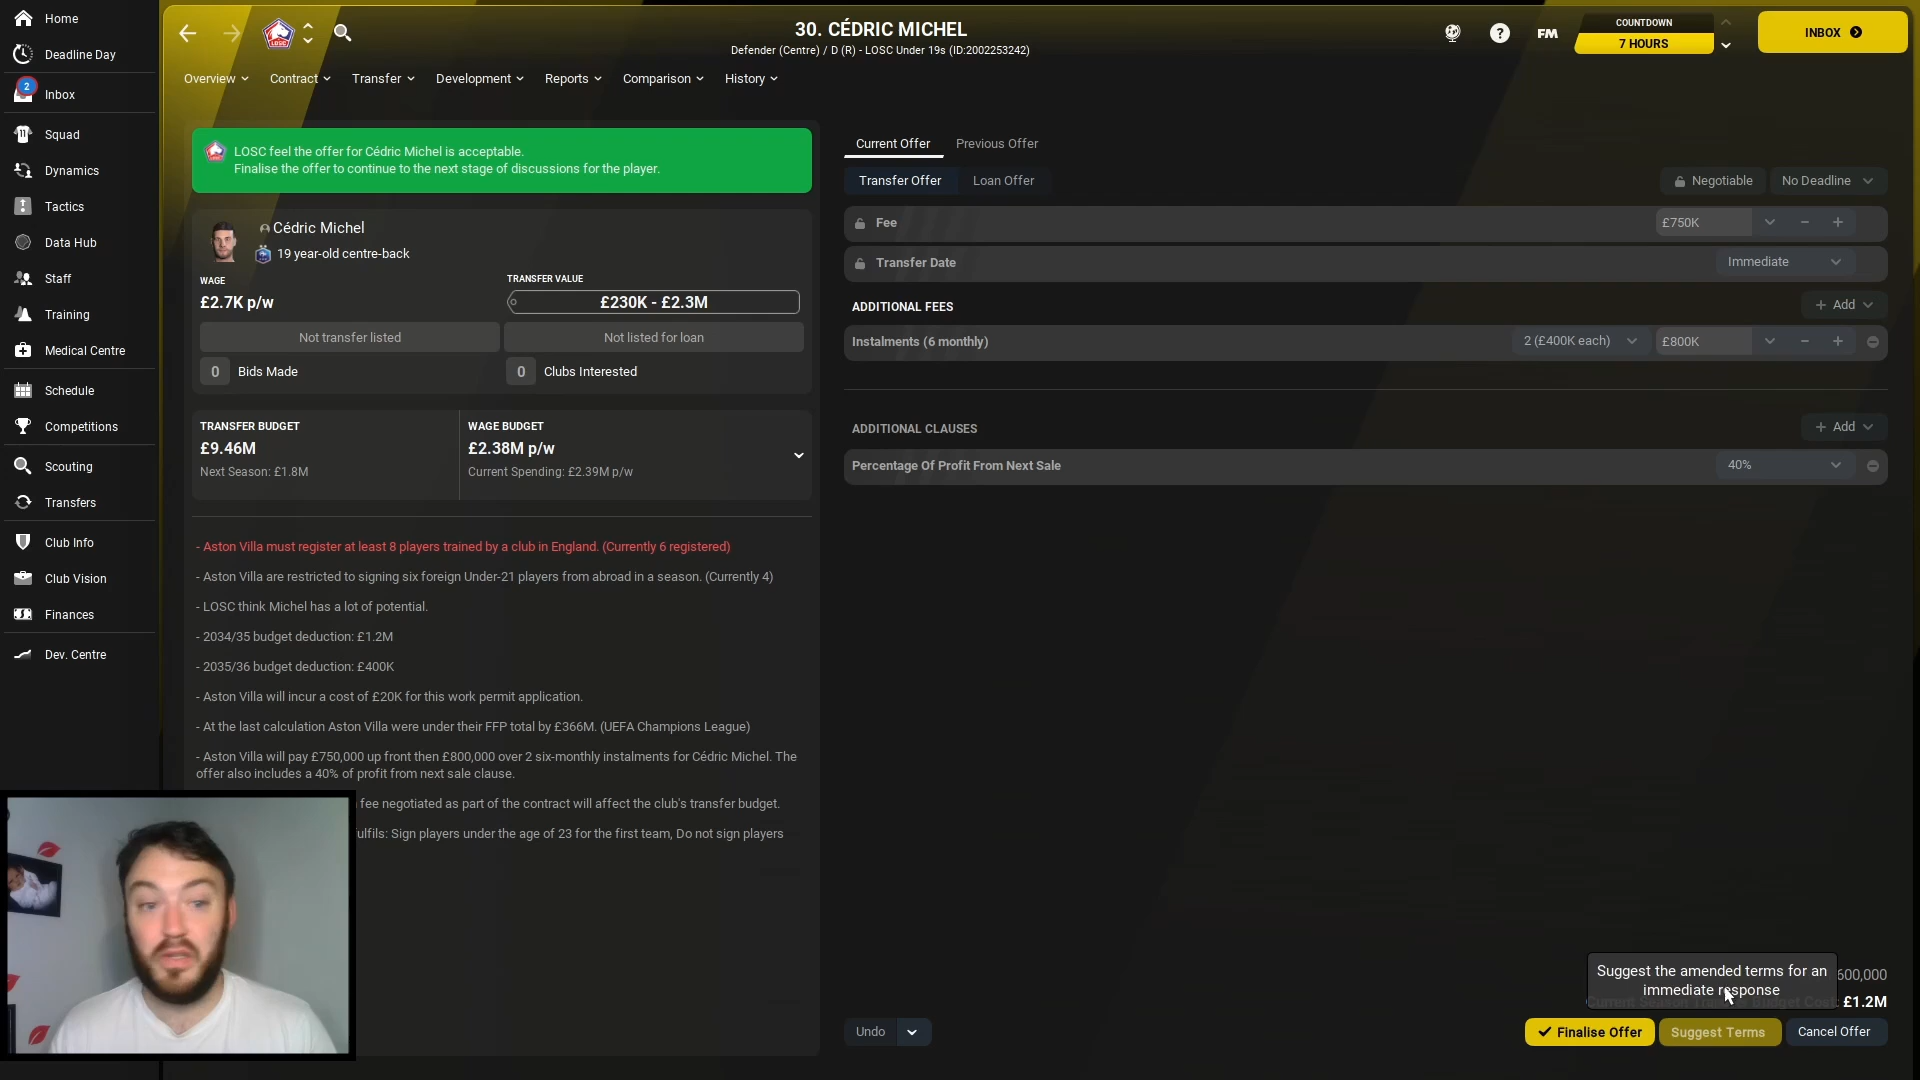 Home
Deadline Day
2
Inbox
Squad
Dynamics
Tactics
Data Hub
Staff
Training
Medical Centre
Schedule
Competitions
Scouting
Transfers
Club Info
Club Vision
Finances
Dev. Centre
LOSC
30. CÉDRIC MICHEL
Defender (Centre) / D (R) - LOSC Under 19s (ID:2002253242)
?
FM
COUNTDOWN
7 HOURS
INBOX
Overview
Contract
Transfer
Development
Reports
Comparison
History
LOSC feel the offer for Cédric Michel is acceptable.
Finalise the offer to continue to the next stage of discussions for the player.
Cédric Michel
19 year-old centre-back
WAGE
£2.7K p/w
TRANSFER VALUE
£230K - £2.3M
Not transfer listed
Not listed for loan
0 Bids Made
0 Clubs Interested
TRANSFER BUDGET
£9.46M
Next Season: £1.8M
WAGE BUDGET
£2.38M p/w
Current Spending: £2.39M p/w
- Aston Villa must register at least 8 players trained by a club in England. (Currently 6 registered)
- Aston Villa are restricted to signing six foreign Under-21 players from abroad in a season. (Currently 4)
- LOSC think Michel has a lot of potential.
- 2034/35 budget deduction: £1.2M
- 2035/36 budget deduction: £400K
- Aston Villa will incur a cost of £20K for this work permit application.
- At the last calculation Aston Villa were under their FFP total by £366M. (UEFA Champions League)
- Aston Villa will pay £750,000 up front then £800,000 over 2 six-monthly instalments for Cédric Michel. The
offer also includes a 40% of profit from next sale clause.
fee negotiated as part of the contract will affect the club's transfer budget.
ulfils: Sign players under the age of 23 for the first team, Do not sign players
Current Offer
Previous Offer
Transfer Offer
Loan Offer
Negotiable
No Deadline
Fee
£750K
Transfer Date
Immediate
ADDITIONAL FEES
+ Add
Instalments (6 monthly)
2 (£400K each)
£800K
ADDITIONAL CLAUSES
+ Add
Percentage Of Profit From Next Sale
40%
Suggest the amended terms for an
immediate response
600,000
Current Season Transfer Budget Cost: £1.2M
Undo
Finalise Offer
Suggest Terms
Cancel Offer